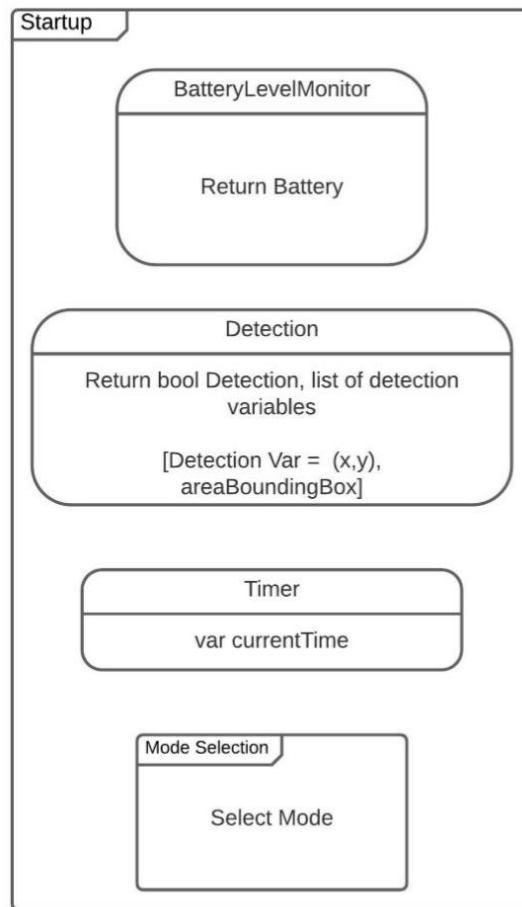 Startup
BatteryLevelMonitor
Return Battery
Detection
Return bool Detection, list of detection
variables
[Detection Var =  (x,y),
areaBoundingBox]
Timer
var currentTime
Mode Selection
Select Mode